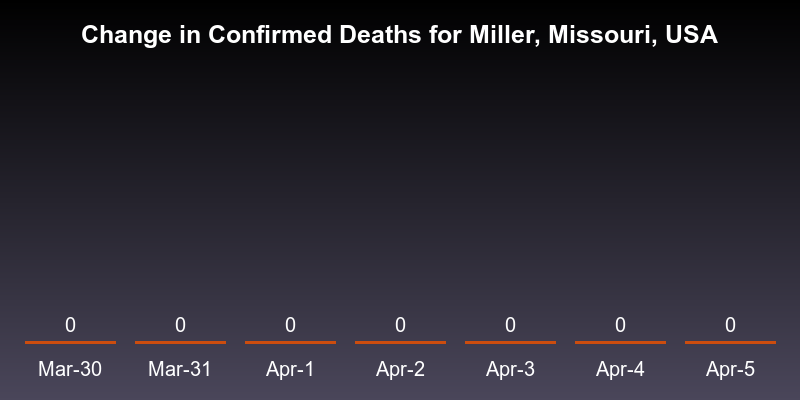 Change in Confirmed Deaths for Miller, Missouri, USA
0 0 0 0 0 0 0
Mar-30 Mar-31 Apr-1 Apr-2 Apr-3 Apr-4 Apr-5